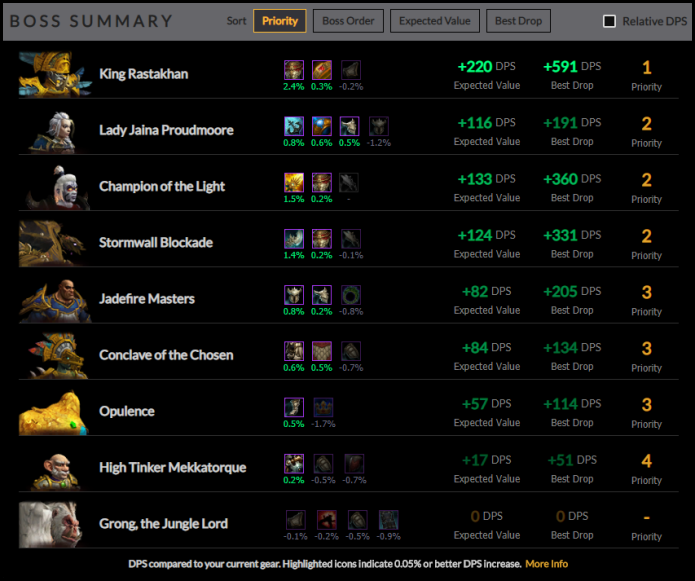 BOSS SUMMARY Sort Priority Boss Order Expected Value Best Drop Relative DPS
King Rastakhan 2.4% 0.3% -0.2% +220 DPS Expected Value +591 DPS Best Drop 1 Priority
Lady Jaina Proudmoore 0.8% 0.6% 0.5% -1.2% +116 DPS Expected Value +191 DPS Best Drop 2 Priority
Champion of the Light 1.5% 0.2% - +133 DPS Expected Value +360 DPS Best Drop 2 Priority
Stormwall Blockade 1.4% 0.2% -0.1% +124 DPS Expected Value +331 DPS Best Drop 2 Priority
Jadefire Masters 0.8% 0.2% -0.8% +82 DPS Expected Value +205 DPS Best Drop 3 Priority
Conclave of the Chosen 0.6% 0.5% -0.7% +84 DPS Expected Value +134 DPS Best Drop 3 Priority
Opulence 0.5% -1.7% +57 DPS Expected Value +114 DPS Best Drop 3 Priority
High Tinker Mekkatorque 0.2% -0.5% -0.7% +17 DPS Expected Value +51 DPS Best Drop 4 Priority
Grong, the Jungle Lord -0.1% -0.2% -0.5% -0.9% 0 DPS Expected Value 0 DPS Best Drop - Priority
DPS compared to your current gear. Highlighted icons indicate 0.05% or better DPS increase. More Info